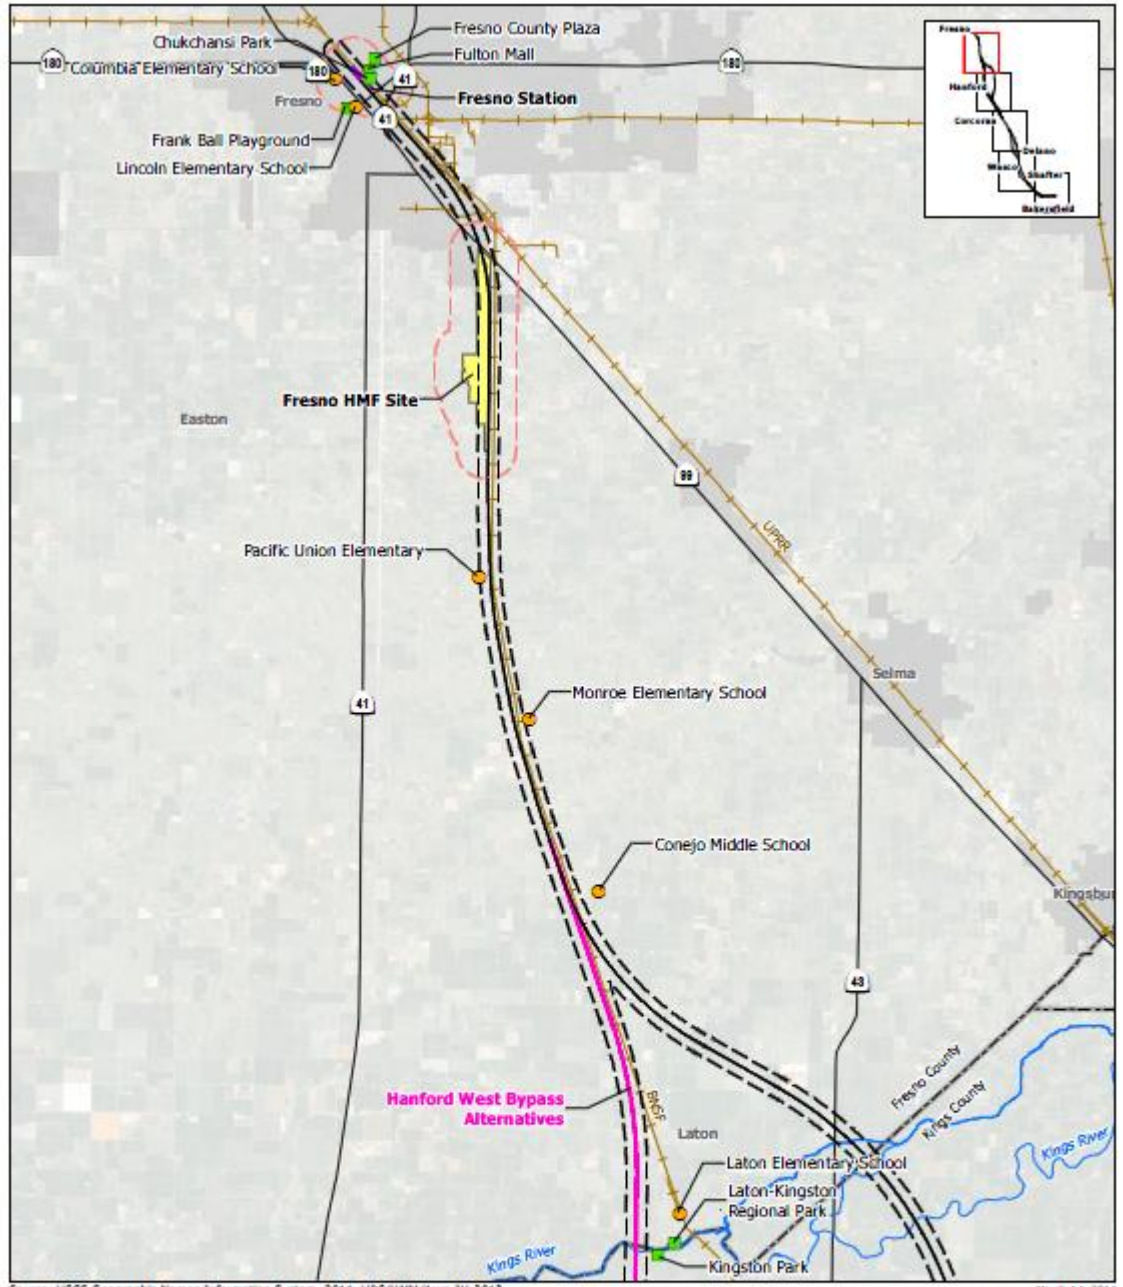 Chukchansi Park
Fresno County Plaza
Fulton Mall
180
Columbia Elementary School
180
41
180
Fresno
Fresno Station
41
Frank Ball Playground
Lincoln Elementary School
Fresno
Hanford
Corcoran
Delano
Wasco
Shafter
Bakersfield
Fresno HMF Site
Easton
99
UPRR
Pacific Union Elementary
Selma
Monroe Elementary School
41
Conejo Middle School
Kingsbur
43
Hanford West Bypass
Alternatives
BNSF
Fresno County
Kings County
Laton
Kings River
Laton Elementary School
Laton-Kingston
Regional Park
Kings River
Kingston Park